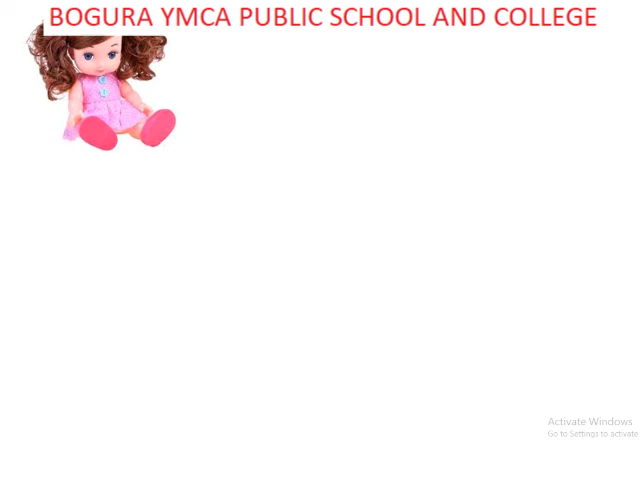 BOGURA YMCA PUBLIC SCHOOL AND COLLEGE
Activate Windows
Go to Settings to activate